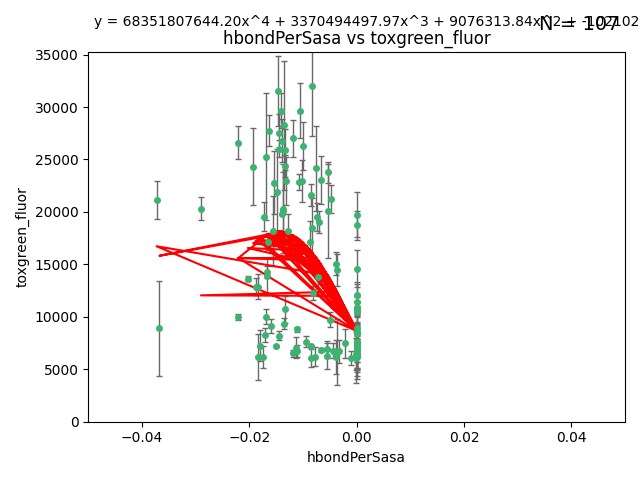 y = 68351807644.20x^4 + 3370494497.97x^3 + 9076313.84x^2 +
N = 107
hbondPerSasa vs toxgreen_fluor
toxgreen_fluor
35000
30000
25000
20000
15000
10000
5000
0
−0.04 −0.02 0.00 0.02 0.04
hbondPerSasa